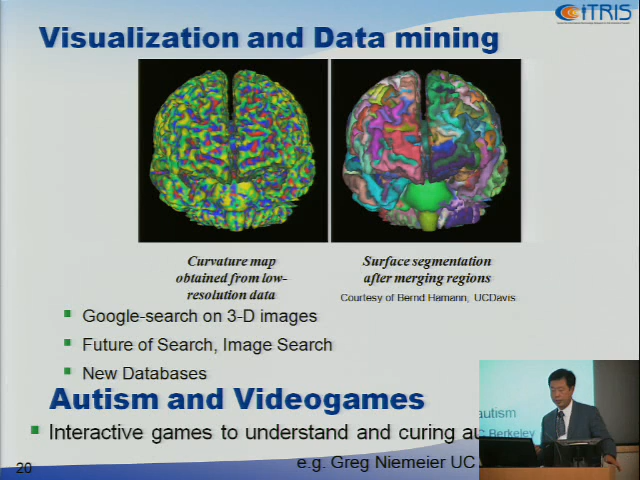 iTRIS
Visualization and Data mining
Curvature map
obtained from low-
resolution data
Surface segmentation
after merging regions
Courtesy of Bernd Hamann, UCDavis
Google-search on 3-D images
Future of Search, Image Search
New Databases
Autism and Videogames
Interactive games to understand and curing au
e.g. Greg Niemeier UC
autism
C Berkeley
20